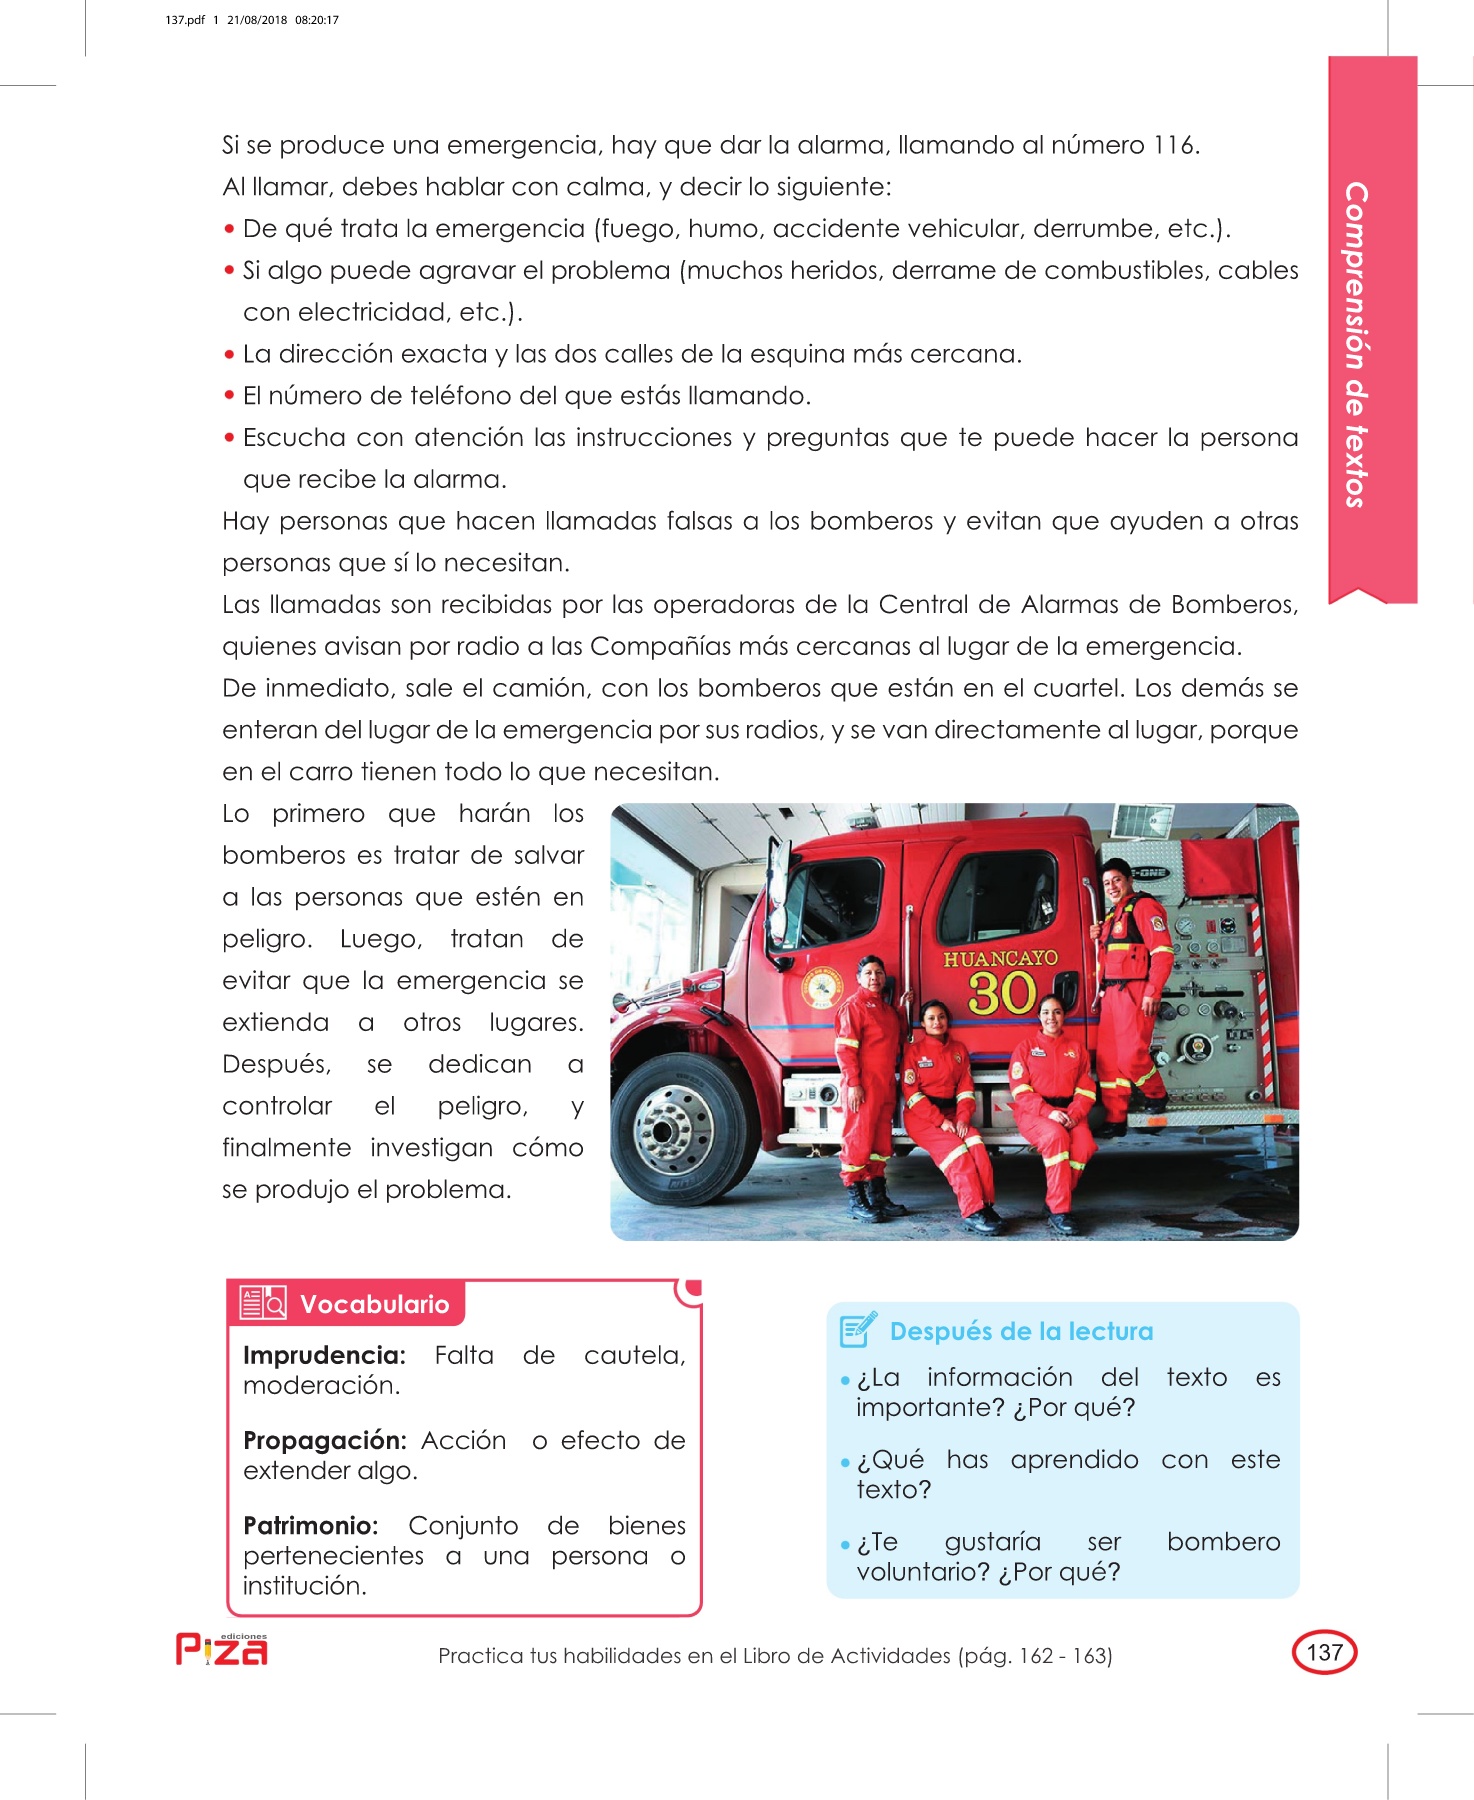 137.pdf 1 21/08/2018 08:20:17
Si se produce una emergencia, hay que dar la alarma, llamando al número 116.
Al llamar, debes hablar con calma, y decir lo siguiente:
• De qué trata la emergencia (fuego, humo, accidente vehicular, derrumbe, etc.).
• Si algo puede agravar el problema (muchos heridos, derrame de combustibles, cables
con electricidad, etc.).
• La dirección exacta y las dos calles de la esquina más cercana.
• El número de teléfono del que estás llamando.
• Escucha con atención las instrucciones y preguntas que te puede hacer la persona
que recibe la alarma.
Hay personas que hacen llamadas falsas a los bomberos y evitan que ayuden a otras
personas que sí lo necesitan.
Las llamadas son recibidas por las operadoras de la Central de Alarmas de Bomberos,
quienes avisan por radio a las Compañías más cercanas al lugar de la emergencia.
De inmediato, sale el camión, con los bomberos que están en el cuartel. Los demás se
enteran del lugar de la emergencia por sus radios, y se van directamente al lugar, porque
en el carro tienen todo lo que necesitan.
Lo primero que harán los
bomberos es tratar de salvar
a las personas que estén en
peligro. Luego, tratan de
evitar que la emergencia se
extienda a otros lugares.
Después, se dedican a
controlar el peligro, y
finalmente investigan cómo
se produjo el problema.
HUANCAYO
30
Comprensión de textos
Vocabulario
Imprudencia: Falta de cautela,
moderación.
Propagación: Acción o efecto de
extender algo.
Patrimonio: Conjunto de bienes
pertenecientes a una persona o
institución.
Después de la lectura
• ¿La información del texto es
importante? ¿Por qué?
• ¿Qué has aprendido con este
texto?
• ¿Te gustaría ser bombero
voluntario? ¿Por qué?
ediciones
Piza
Practica tus habilidades en el Libro de Actividades (pág. 162 - 163)
137